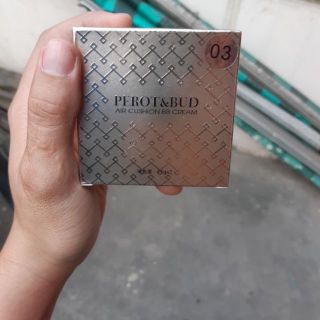 03
PEROT&BUD
AIR CUSHION BB CREAM